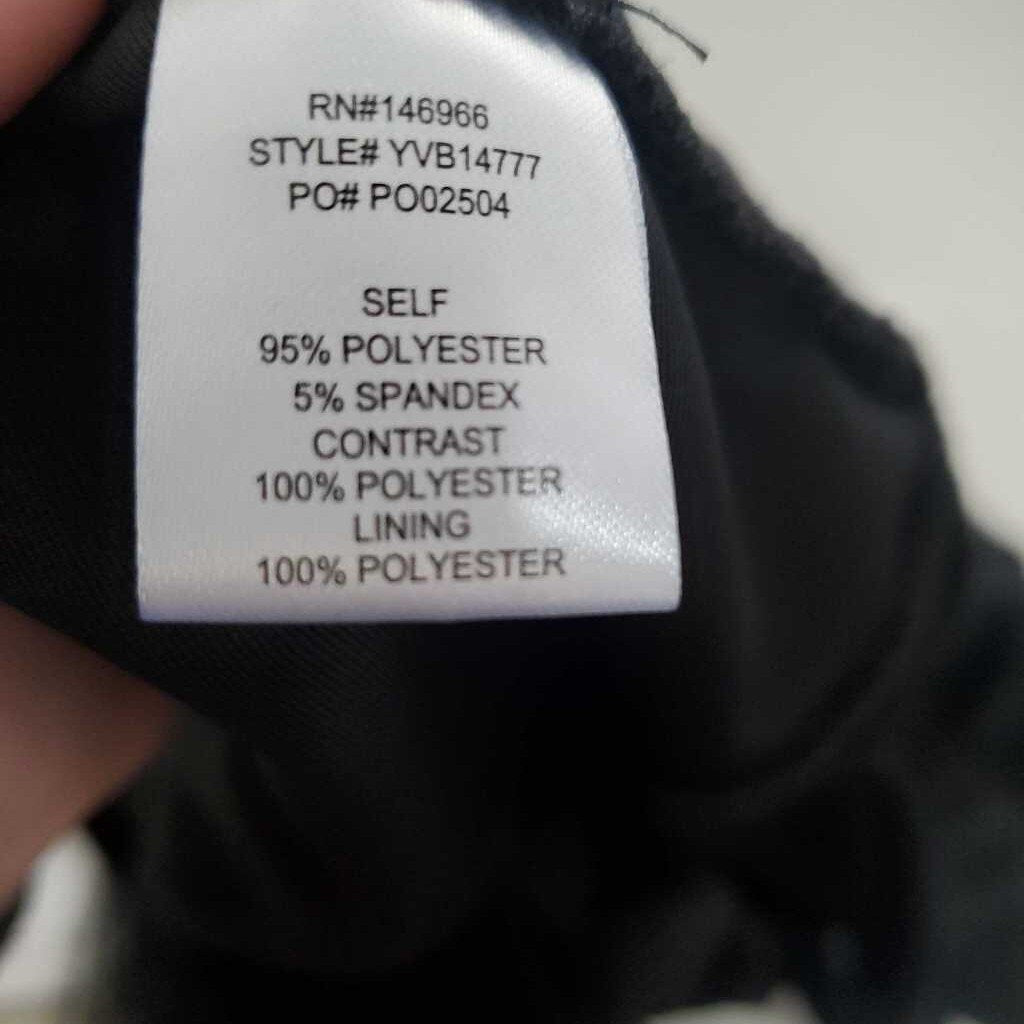 RN#146966
STYLE# YVB14777
PO# PO02504
SELF
95% POLYESTER
5% SPANDEX
CONTRAST
100% POLYESTER
LINING
100% POLYESTER